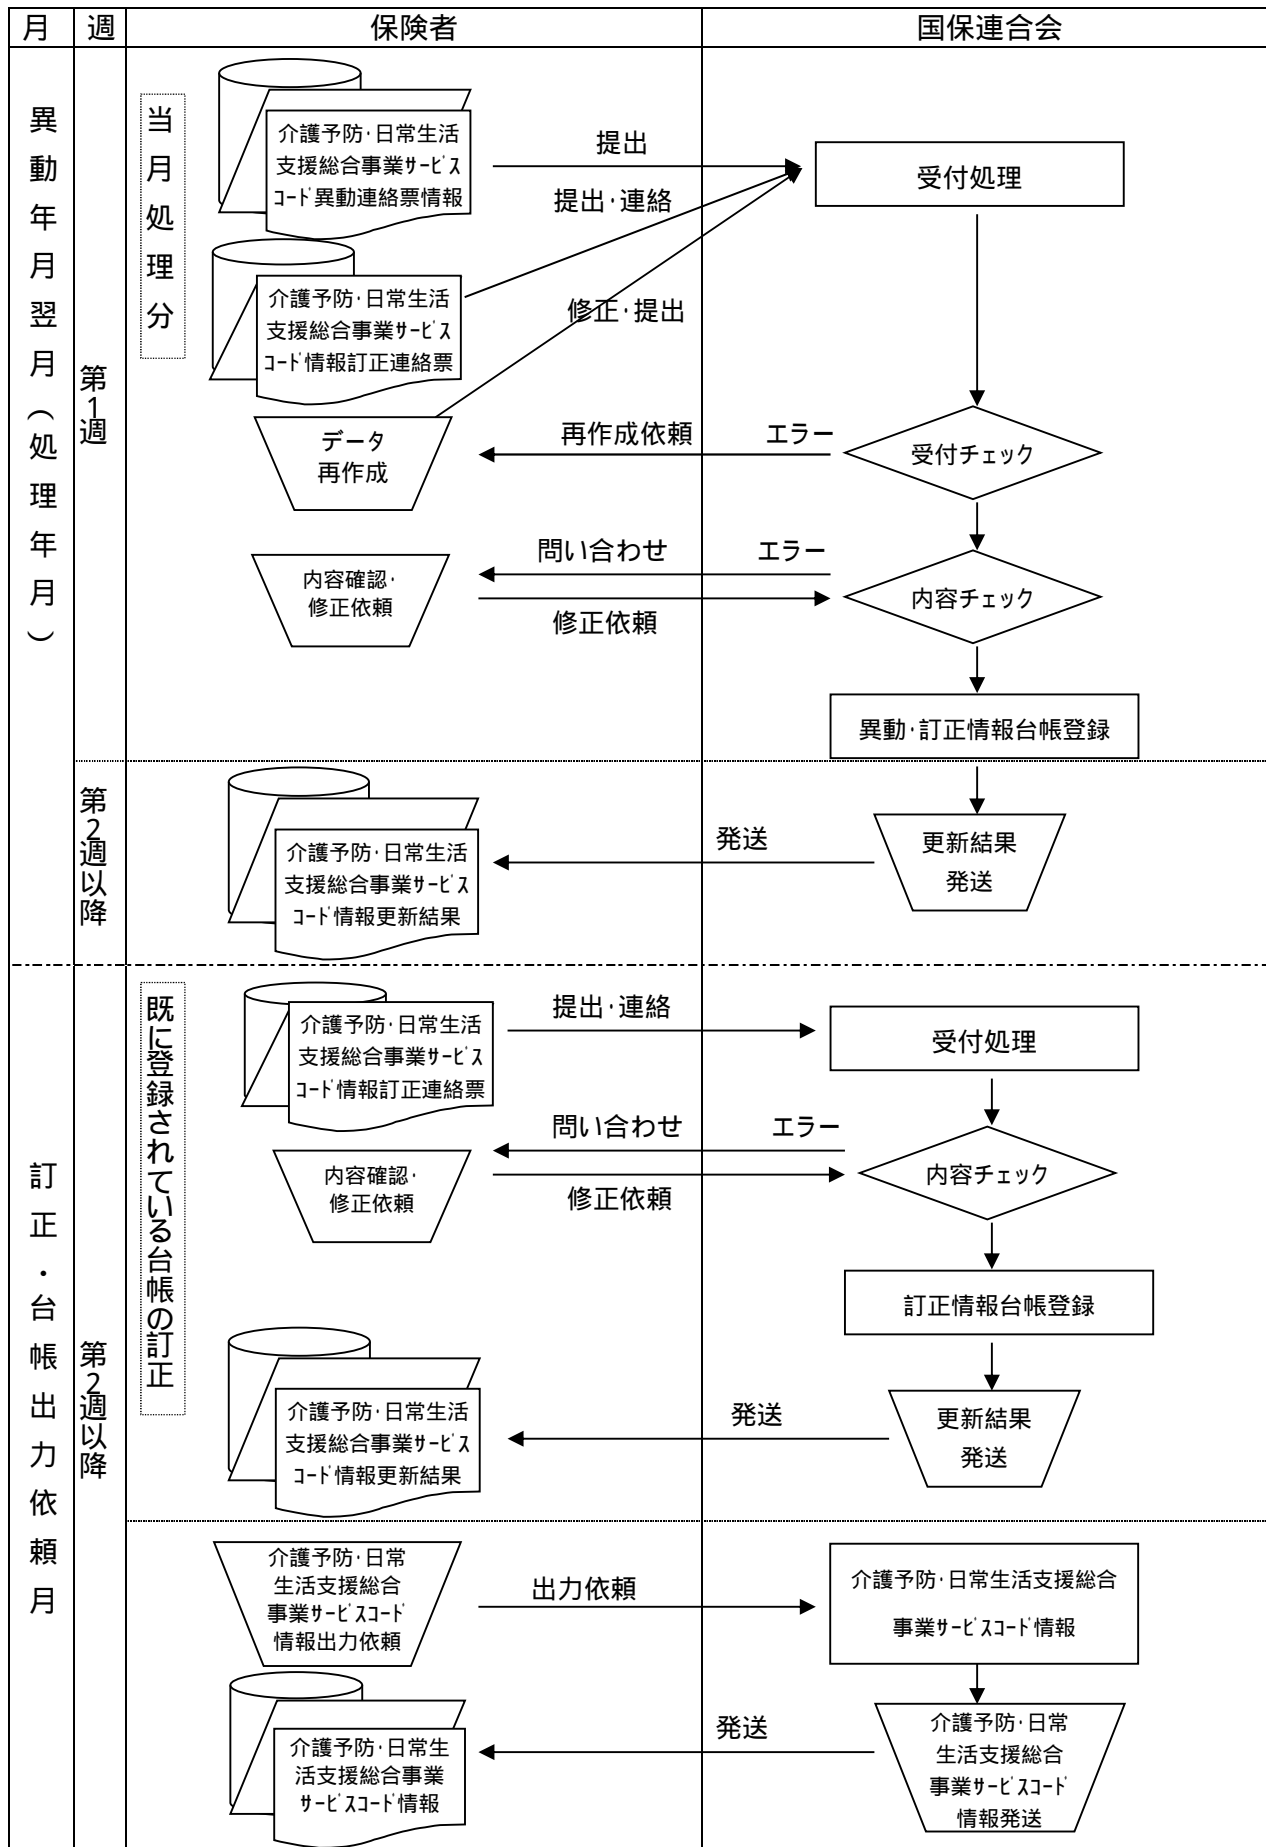 月
週
保険者
国保連合会
異動年月翌月（処理年月）
第1週
当月処理分
介護予防・日常生活
支援総合事業ｻｰﾋﾞｽ
ｺｰﾄﾞ異動連絡票情報
提出
受付処理
提出・連絡
介護予防・日常生活
支援総合事業ｻｰﾋﾞｽ
ｺｰﾄﾞ情報訂正連絡票
修正・提出
データ
再作成
再作成依頼
エラー
受付チェック
内容確認・
修正依頼
問い合わせ
エラー
修正依頼
内容チェック
異動・訂正情報台帳登録
第2週以降
介護予防・日常生活
支援総合事業ｻｰﾋﾞｽ
ｺｰﾄﾞ情報更新結果
発送
更新結果
発送
訂正・台帳出力依頼月
第2週以降
既に登録されている台帳の訂正
介護予防・日常生活
支援総合事業ｻｰﾋﾞｽ
ｺｰﾄﾞ情報訂正連絡票
提出・連絡
受付処理
内容確認・
修正依頼
問い合わせ
エラー
修正依頼
内容チェック
訂正情報台帳登録
介護予防・日常生活
支援総合事業ｻｰﾋﾞｽ
ｺｰﾄﾞ情報更新結果
発送
更新結果
発送
介護予防・日常
生活支援総合
事業ｻｰﾋﾞｽｺｰﾄﾞ
情報出力依頼
出力依頼
介護予防・日常生活支援総合
事業ｻｰﾋﾞｽｺｰﾄﾞ情報
介護予防・日常生
活支援総合事業
ｻｰﾋﾞｽｺｰﾄﾞ情報
発送
介護予防・日常
生活支援総合
事業ｻｰﾋﾞｽｺｰﾄﾞ
情報発送